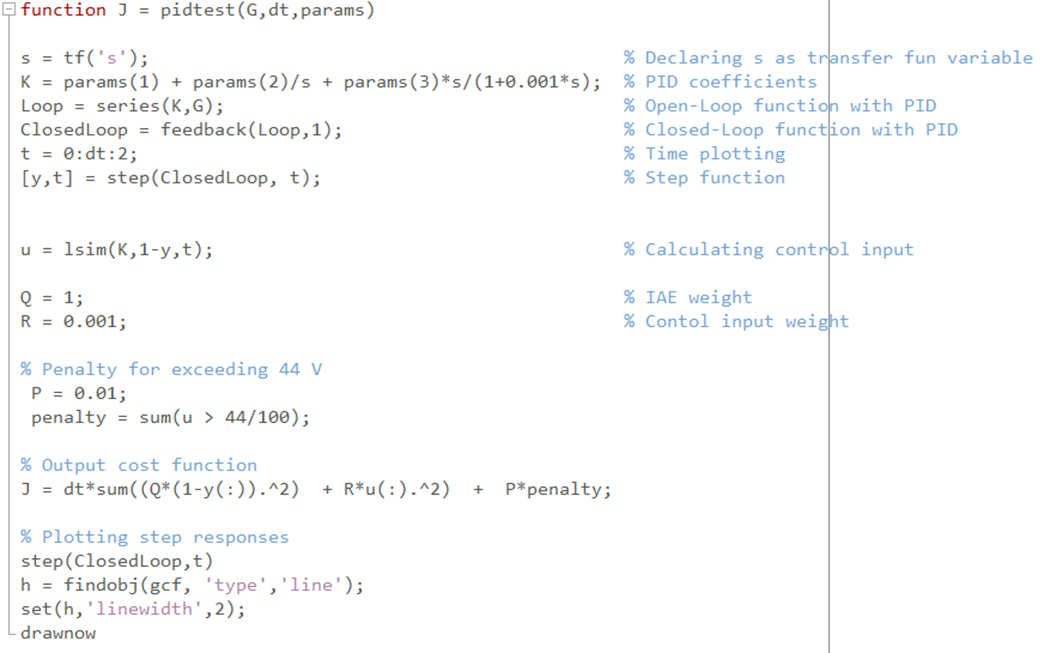 function J = pidtest(G,dt,params)
s = tf('s'); % Declaring s as transfer fun variable
K = params(1) + params(2)/s + params(3)*s/(1+0.001*s); % PID coefficients
Loop = series(K,G); % Open-Loop function with PID
ClosedLoop = feedback(Loop,1); % Closed-Loop function with PID
t = 0:dt:2; % Time plotting
[y,t] = step(ClosedLoop, t); % Step function
u = lsim(K,1-y,t); % Calculating control input
Q = 1; % IAE weight
R = 0.001; % Contol input weight
% Penalty for exceeding 44 V
P = 0.01;
penalty = sum(u > 44/100);
% Output cost function
J = dt*sum((Q*(1-y(:)).^2) + R*u(:).^2) + P*penalty;
% Plotting step responses
step(ClosedLoop,t)
h = findobj(gcf, 'type','line');
set(h,'linewidth',2);
drawnow